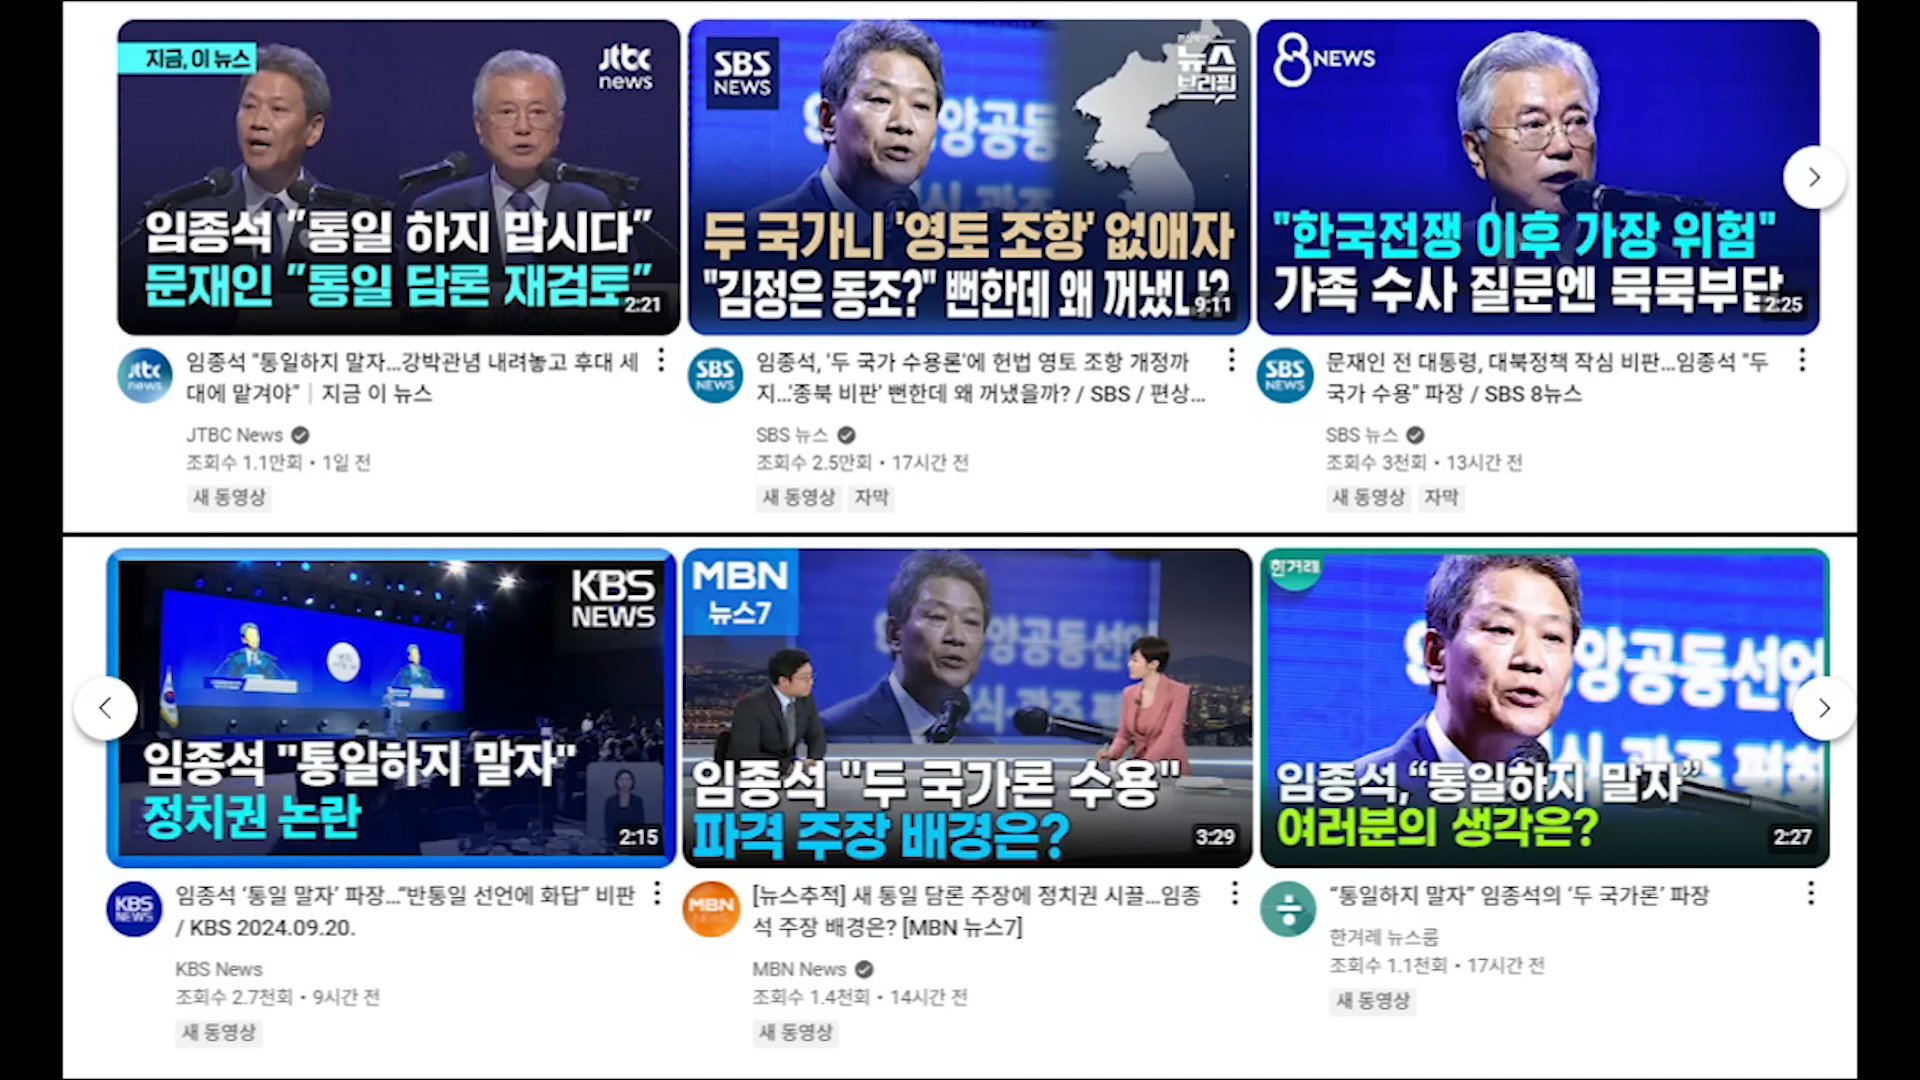 지금, 이 뉴스
jtbc
news
임종석 "통일 하지 맙시다"
문재인 "통일 담론 재검토"
2:21
임종석 "통일하지 말자...강박관념 내려놓고 후대 세
대에 맡겨야"｜지금 이 뉴스
JTBC News
조회수 1.1만회 • 1일 전
새 동영상
SBS
NEWS
뉴스
브리핑
양공동
두 국가니 '영토 조항' 없애자
"김정은 동조?" 뻔한데 왜 꺼냈나?
9:11
SBS
NEWS
임종석, '두 국가 수용론'에 헌법 영토 조항 개정까
지...'종북 비판' 뻔한데 왜 꺼냈을까? / SBS / 편상...
SBS 뉴스
조회수 2.5만회 • 17시간 전
새 동영상 자막
8 NEWS
"한국전쟁 이후 가장 위험"
가족 수사 질문엔 묵묵부답
2:25
SBS
NEWS
문재인 전 대통령, 대북정책 작심 비판...임종석 "두
국가 수용" 파장 / SBS 8뉴스
SBS 뉴스
조회수 3천회 • 13시간 전
새 동영상 자막
KBS
NEWS
임종석 "통일하지 말자"
정치권 논란
2:15
KBS
NEWS
임종석 ‘통일 말자’ 파장...“반통일 선언에 화답” 비판
/ KBS 2024.09.20.
KBS News
조회수 2.7천회 • 9시간 전
새 동영상
MBN
뉴스7
양공동선언
임종석 "두 국가론 수용"
파격 주장 배경은?
3:29
MBN
NEWS
[뉴스추적] 새 통일 담론 주장에 정치권 시끌...임종
석 주장 배경은? [MBN 뉴스7]
MBN News
조회수 1.4천회 • 14시간 전
새 동영상
한겨레
양공동선언
임종석, “통일하지 말자”
여러분의 생각은?
2:27
“통일하지 말자” 임종석의 ‘두 국가론’ 파장
한겨레 뉴스룸
조회수 1.1천회 • 17시간 전
새 동영상